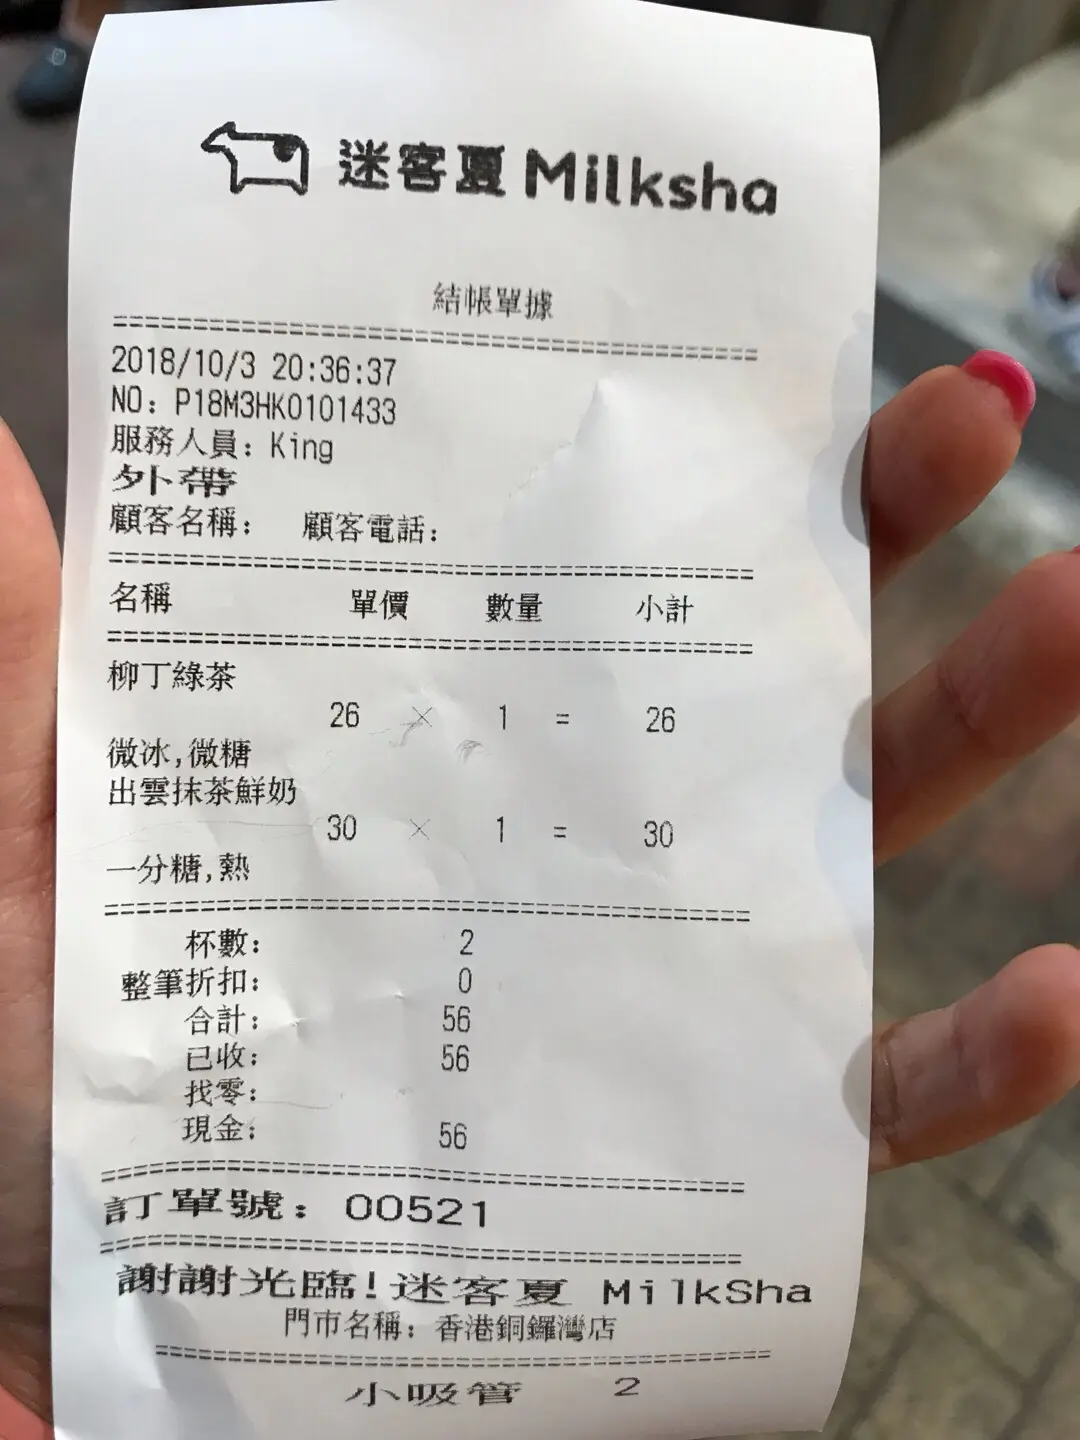 迷客夏 Milksha
結帳單據
2018/10/3 20:36:37
NO: P18M3HK0101433
服務人員: King
外帶
顧客名稱: 顧客電話:
名稱 單價 數量 小計
柳丁綠茶
26 × 1 = 26
微冰,微糖
出雲抹茶鮮奶
30 × 1 = 30
一分糖,熱
杯數: 2
整筆折扣: 0
合計: 56
已收: 56
找零:
現金: 56
訂單號: 00521
謝謝光臨!迷客夏 MilkSha
門市名稱: 香港銅鑼灣店
小吸管 2